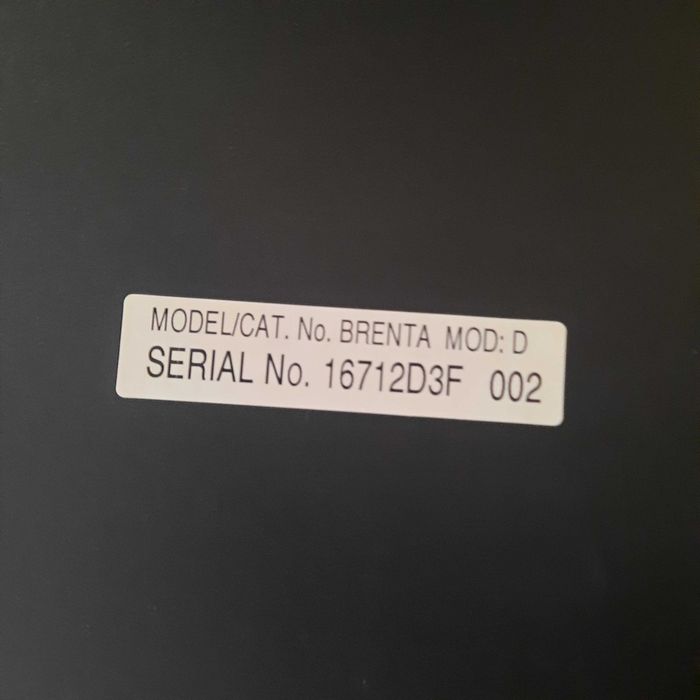 MODEL/CAT. No. BRENTA MOD: D
SERIAL No. 16712D3F 002